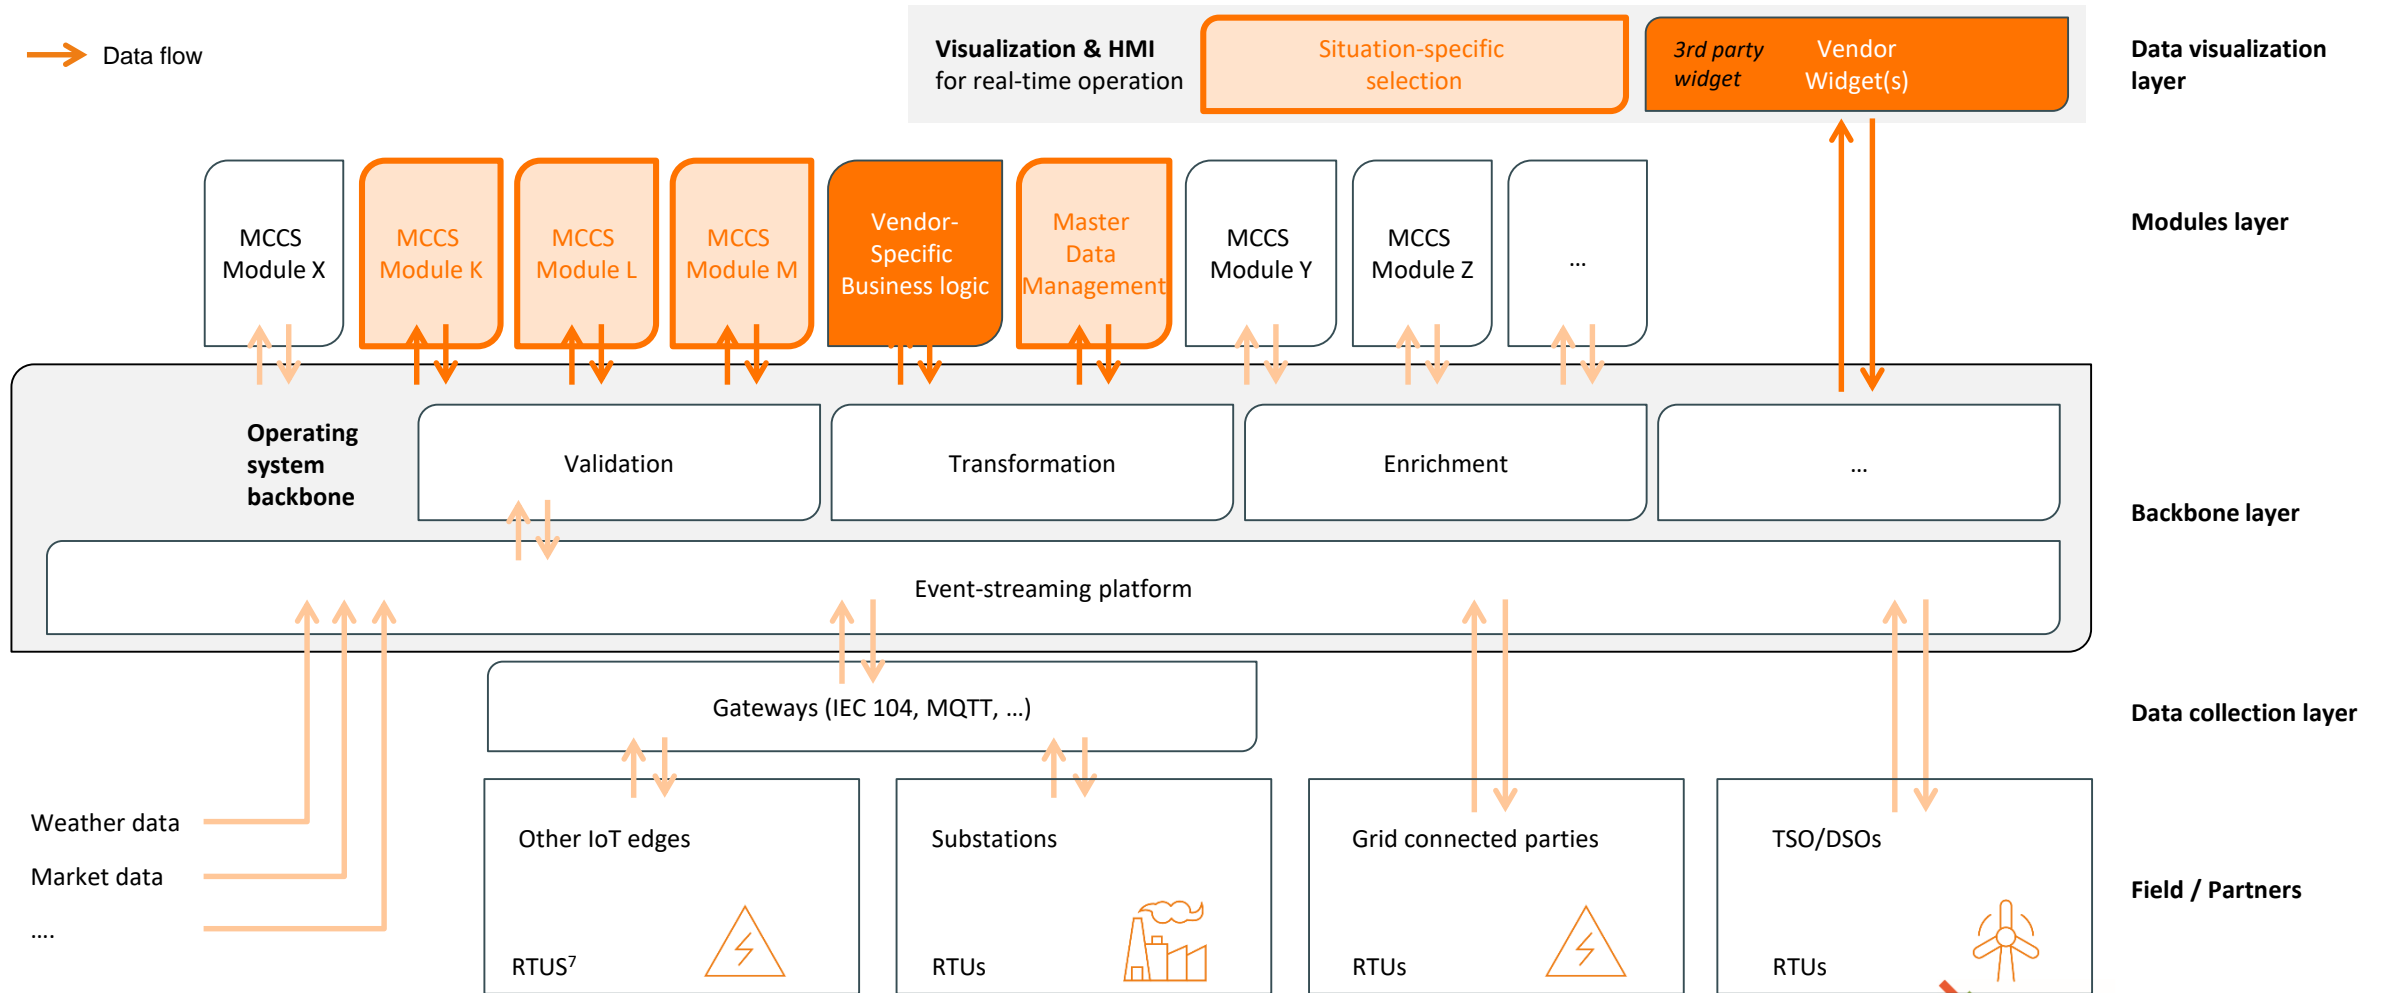 Data flow
Visualization & HMI
for real-time operation
Situation-specific
selection
3rd party
widget
Vendor
Widget(s)
Data visualization
layer
MCCS
Module X
MCCS
Module K
MCCS
Module L
MCCS
Module M
Vendor-
Specific
Business logic
Master
Data
Management
MCCS
Module Y
MCCS
Module Z
...
Modules layer
Operating
system
backbone
Validation
Transformation
Enrichment
...
Backbone layer
Event-streaming platform
Gateways (IEC 104, MQTT, ...)
Data collection layer
Weather data
Market data
....
Other IoT edges
RTUS⁷
Substations
RTUs
Grid connected parties
RTUs
TSO/DSOs
RTUs
Field / Partners